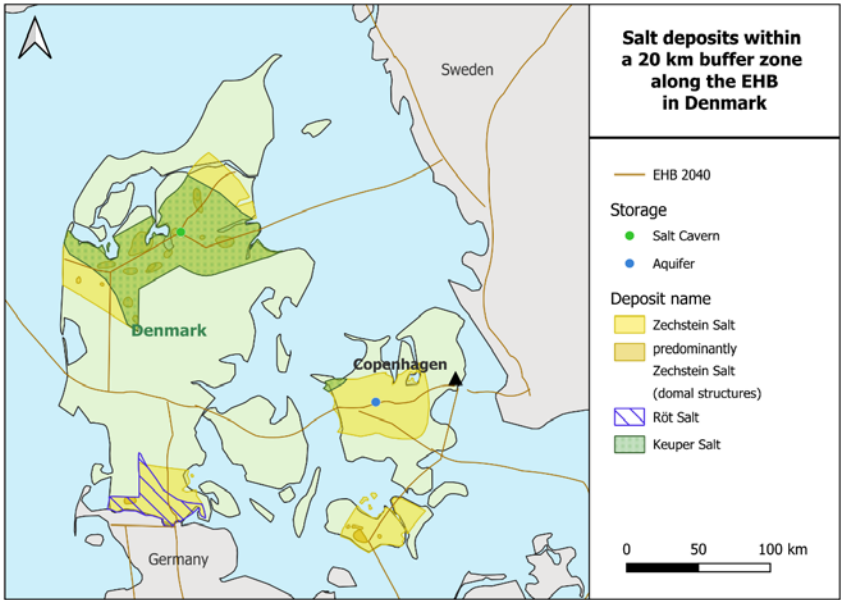 Salt deposits within
a 20 km buffer zone
along the EHB
in Denmark
Sweden
Denmark
Copenhagen
Germany
EHB 2040
Storage
Salt Cavern
Aquifer
Deposit name
Zechstein Salt
predominantly
Zechstein Salt
(domal structures)
Röt Salt
Keuper Salt
0 50 100 km